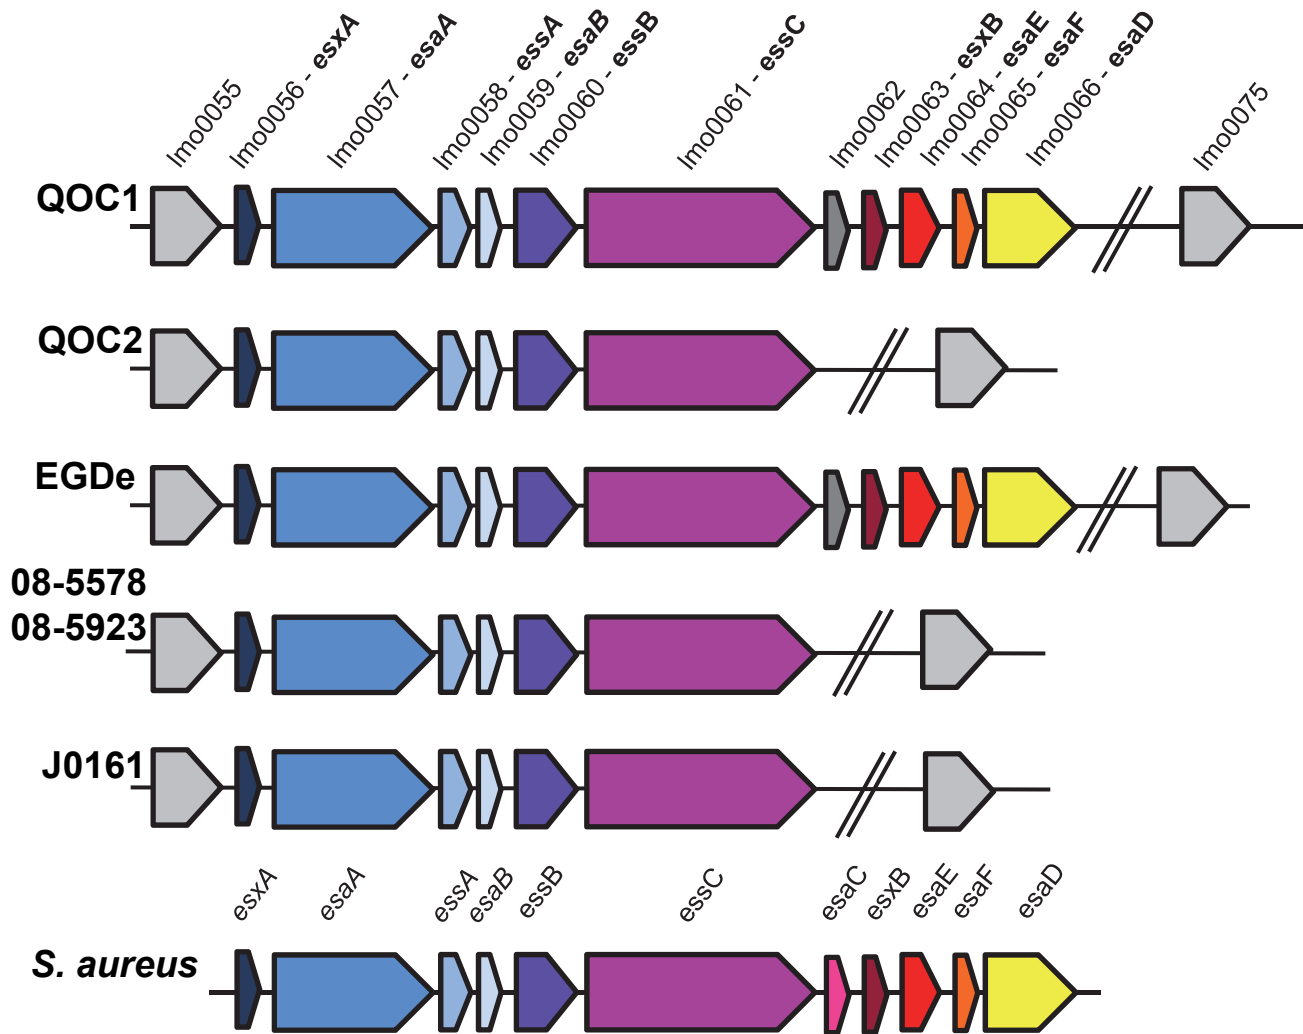 lmo0055
lmo0056 - esxA
lmo0057 - esaA
lmo0058 - essA
lmo0059 - esaB
lmo0060 - essB
lmo0061 - essC
lmo0062
lmo0063 - esxB
lmo0064 - esaE
lmo0065 - esaF
lmo0066 - esaD
lmo0075
QOC1
QOC2
EGDe
08-5578
08-5923
J0161
esxA
esaA
essA
esaB
essB
essC
esaC
esxB
esaE
esaF
esaD
S. aureus